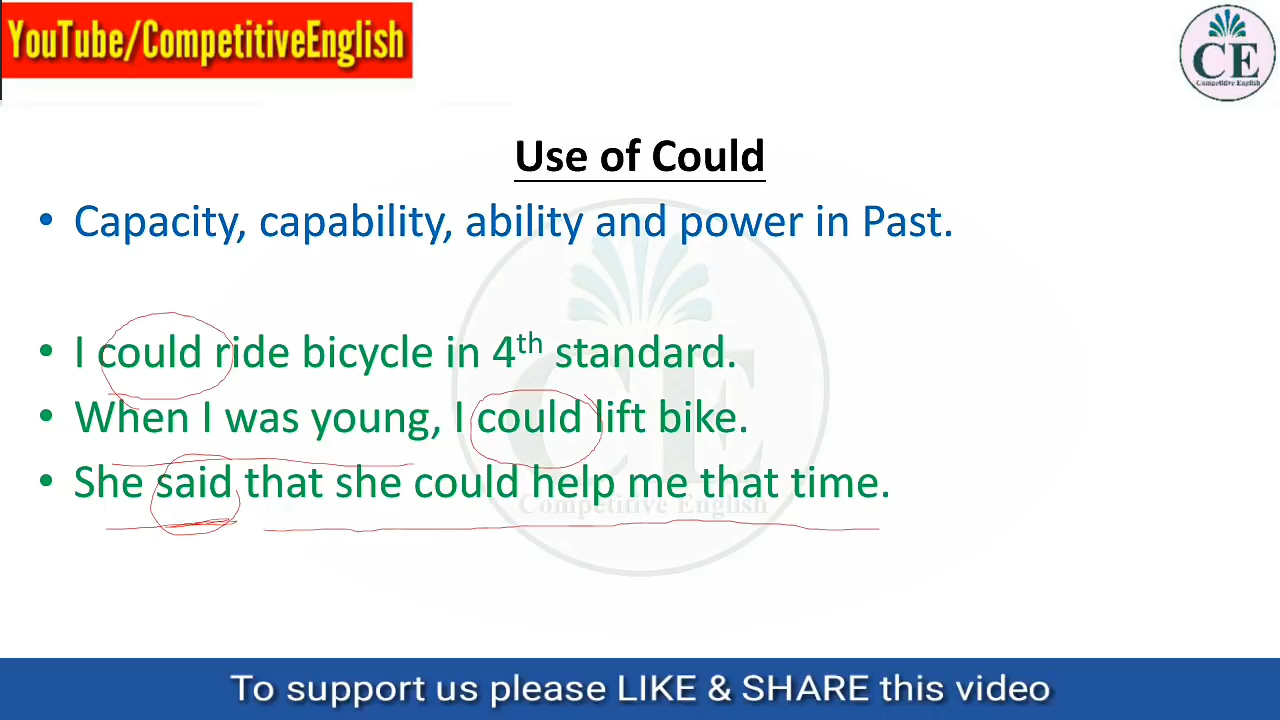 YouTube/CompetitiveEnglish
CE
Competitive English
Use of Could
• Capacity, capability, ability and power in Past.
• I could ride bicycle in 4th standard.
• When I was young, I could lift bike.
• She said that she could help me that time.
CE
Competitive English
To support us please LIKE & SHARE this video